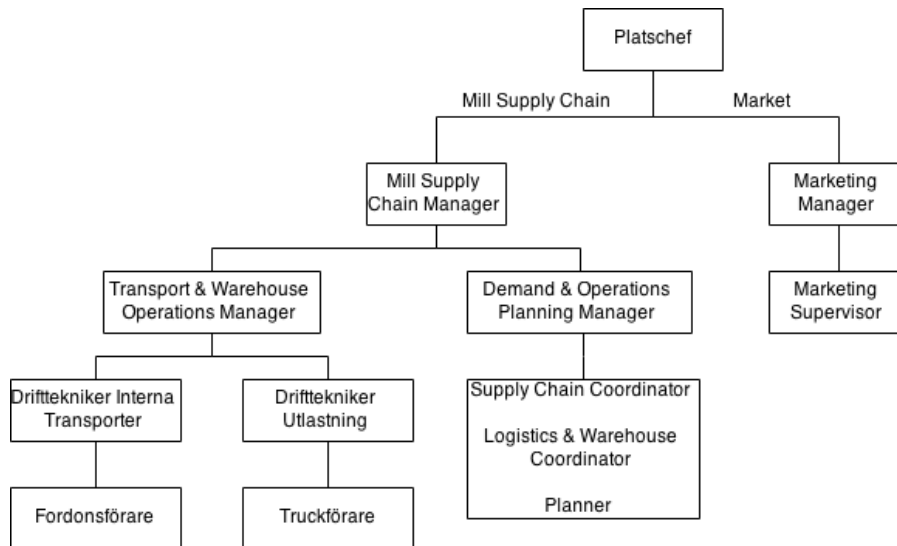 Platschef
Mill Supply Chain
Market
Mill Supply
Chain Manager
Marketing
Manager
Transport & Warehouse
Operations Manager
Demand & Operations
Planning Manager
Marketing
Supervisor
Drifttekniker Interna
Transporter
Drifttekniker
Utlastning
Supply Chain Coordinator
Logistics & Warehouse
Coordinator
Planner
Fordonsförare
Truckförare